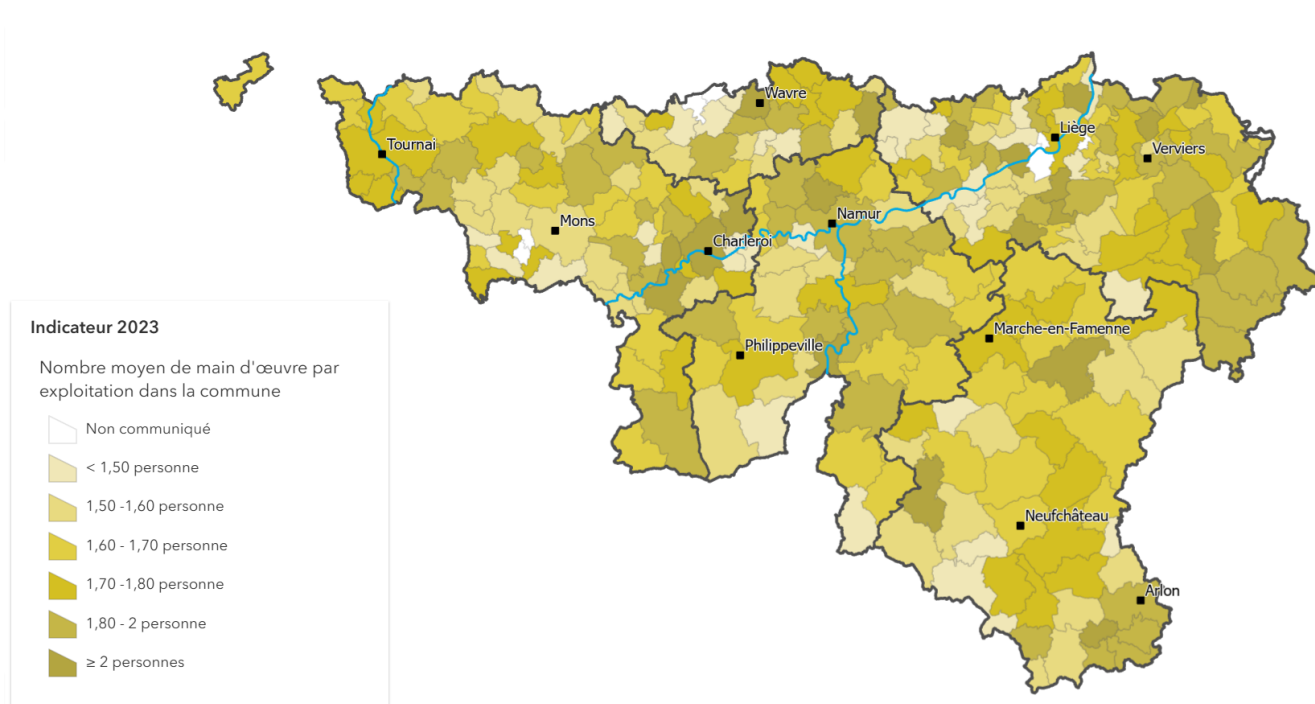 Wavre
Liège
Tournai
Verviers
Namur
Mons
Charleroi
Indicateur 2023
Marche-en-Famenne
Philippeville
Nombre moyen de main d'œuvre par
exploitation dans la commune
Non communiqué
< 1,50 personne
1,50 -1,60 personne
Neufchâteau
1,60 - 1,70 personne
1,70 -1,80 personne
Arlon
1,80 - 2 personne
≥ 2 personnes